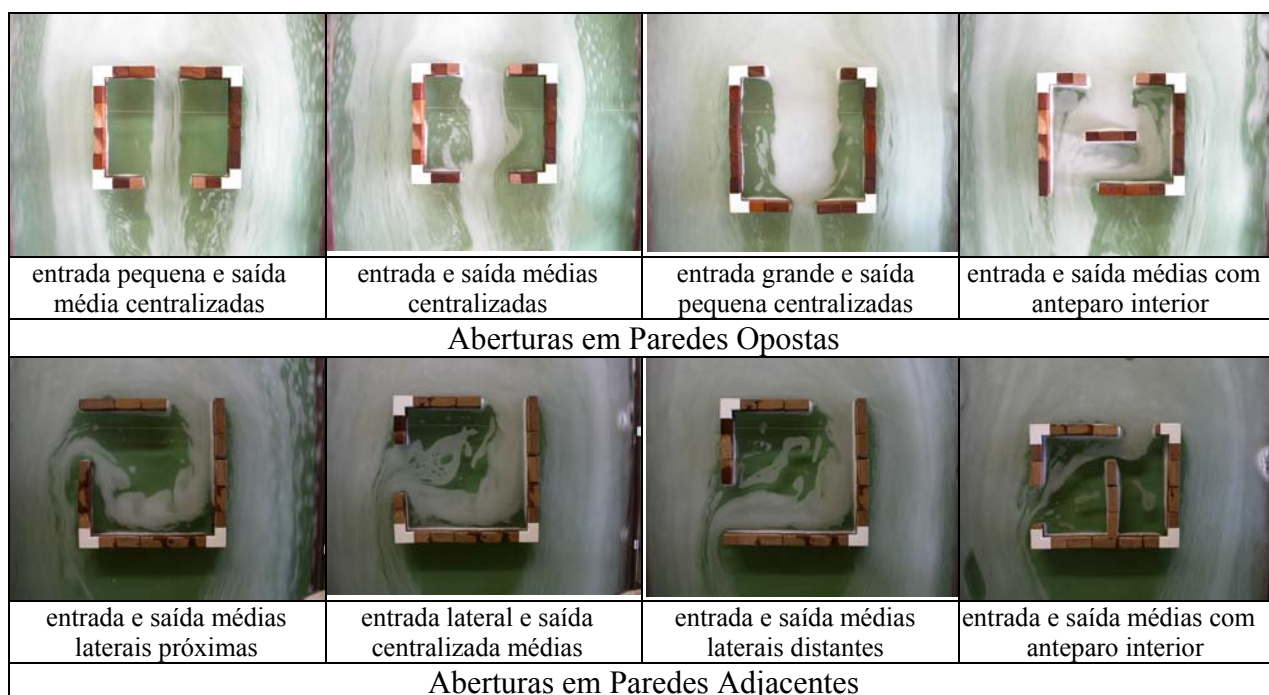 entrada pequena e saída
média centralizadas
entrada e saída médias
centralizadas
entrada grande e saída
pequena centralizadas
entrada e saída médias com
anteparo interior
Aberturas em Paredes Opostas
entrada e saída médias
laterais próximas
entrada lateral e saída
centralizada médias
entrada e saída médias
laterais distantes
entrada e saída médias com
anteparo interior
Aberturas em Paredes Adjacentes